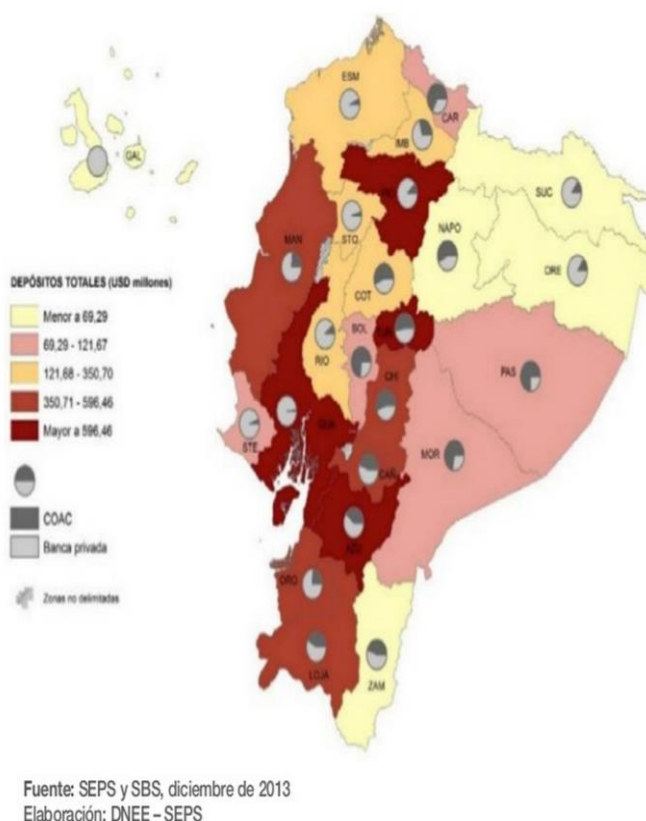 ESM
CAR
IMB
GAL
SUC
NAPO
STO
MAN
ORE
COT
DEPÓSITOS TOTALES (USD millones)
Menor a 69,29
69,29 - 121,67
121,68 - 350,70
350,71 - 596,46
Mayor a 596,46
BOL
RIO
PAS
CHI
GUA
STE
MOR
CAÑ
COAC
Banca privada
AZU
Zonas no delimitadas
ORO
LOJA
ZAM
Fuente: SEPS y SBS, diciembre de 2013
Elaboración: DNEE – SEPS